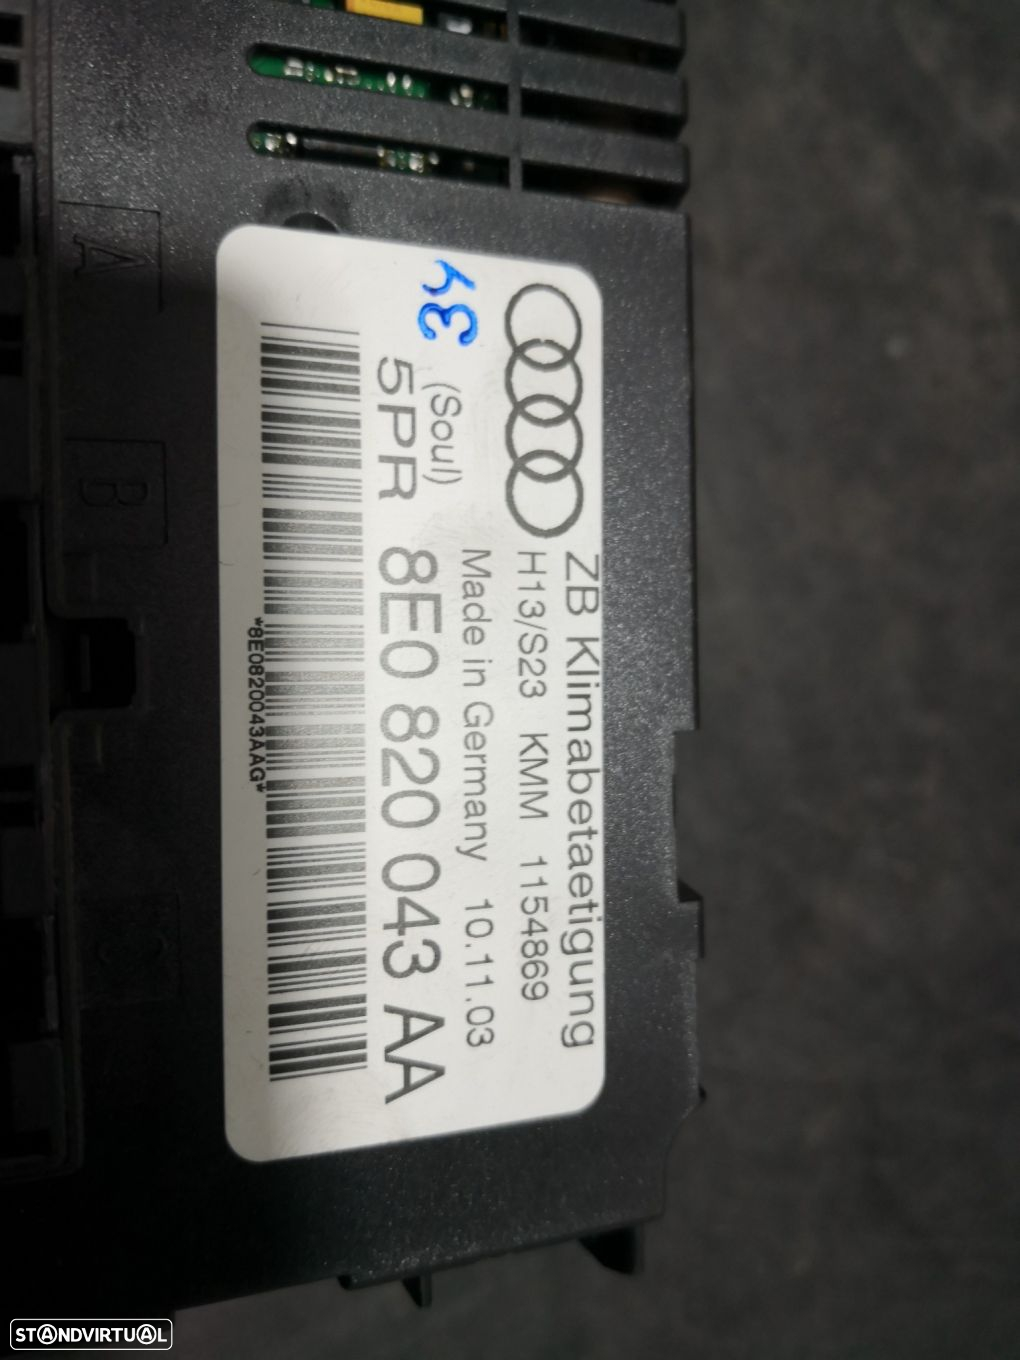 ZB Klimabetaetigung
H13/S23 KMM 1154869
Made in Germany 10.11.03
(Soul)
5PR 8E0 820 043 AA
*8E0820043AAG*
A
B
C
STANDVIRTUAL